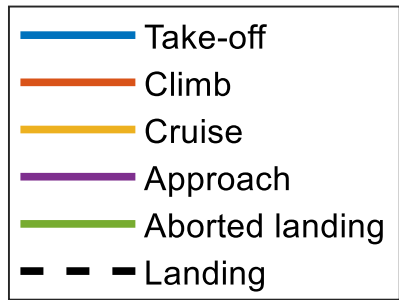 Take-off
Climb
Cruise
Approach
Aborted landing
Landing